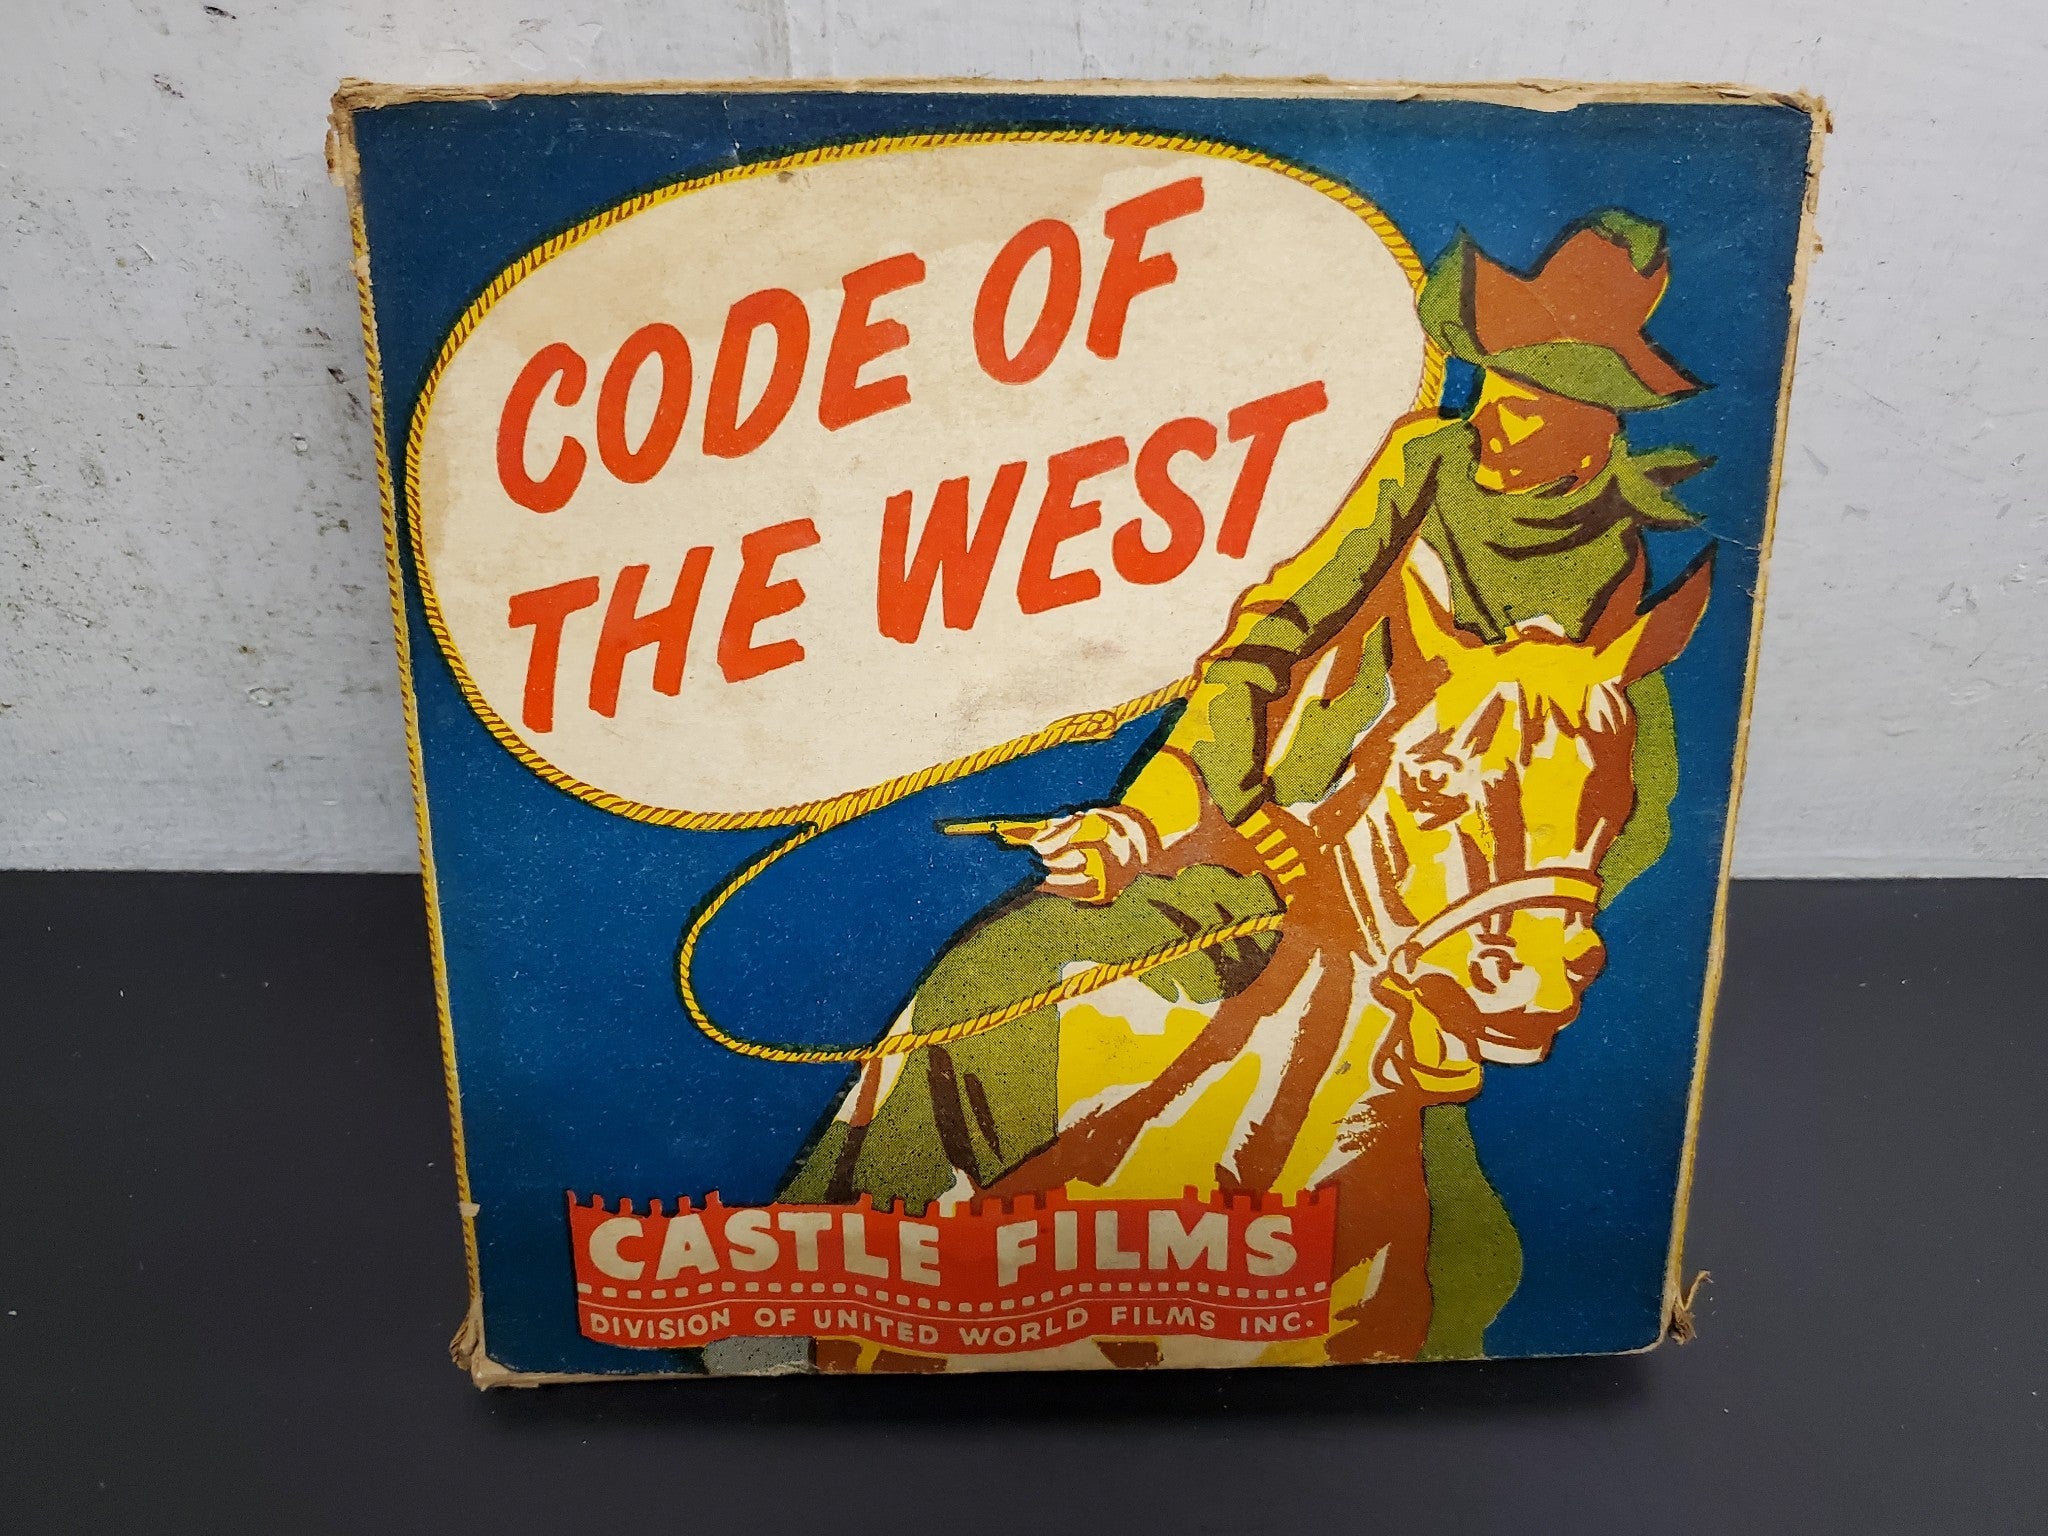 CODE OF
THE WEST
CASTLE FILMS
DIVISION OF UNITED WORLD FILMS INC.